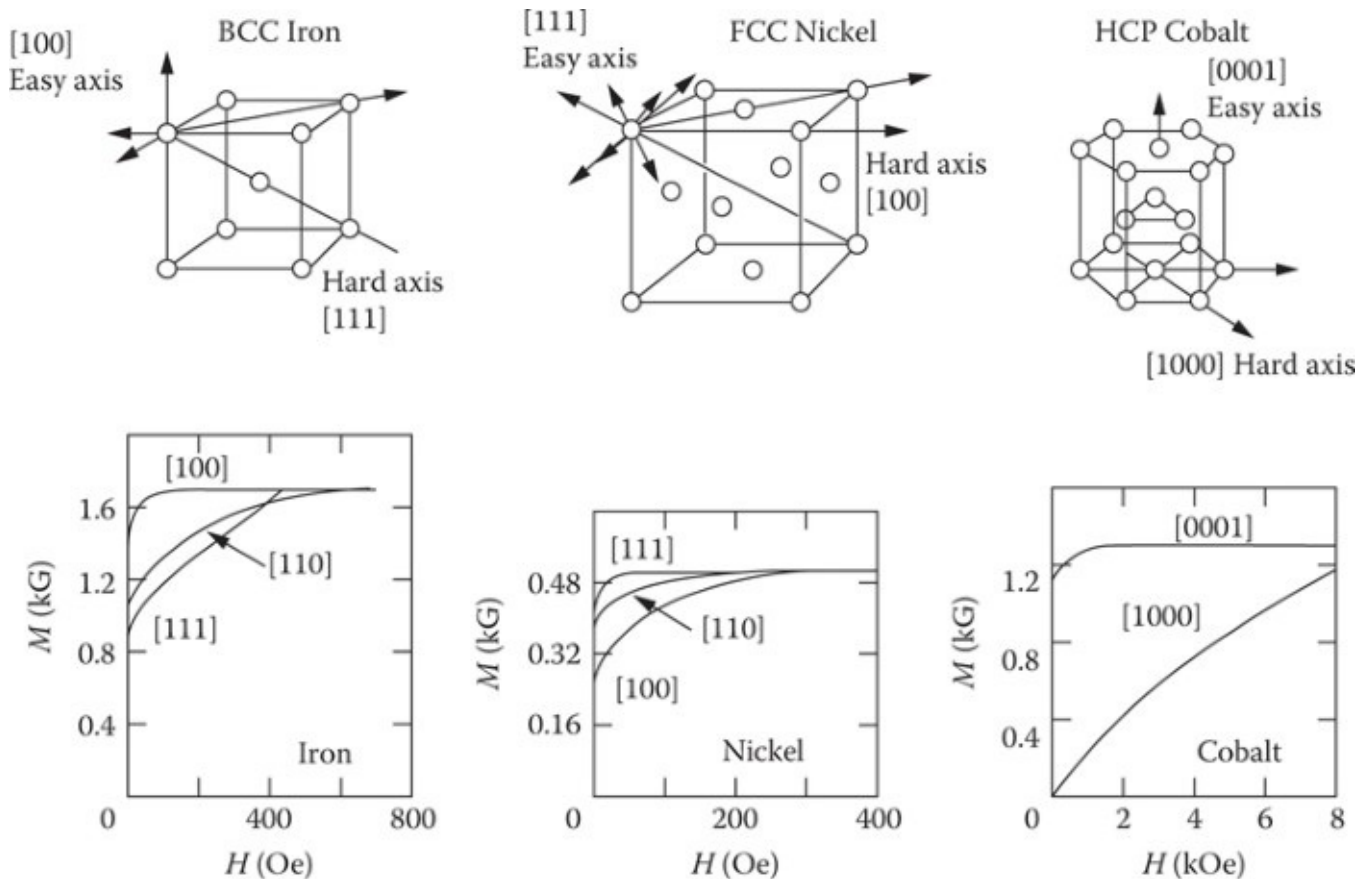 BCC Iron
[100]
Easy axis
Hard axis
[111]
FCC Nickel
[111]
Easy axis
Hard axis
[100]
HCP Cobalt
[0001]
Easy axis
[1000] Hard axis
[100]
[110]
[111]
1.6
1.2
0.8
0.4
M (kG)
Iron
0
400
800
H (Oe)
[111]
[110]
[100]
0.48
0.32
0.16
M (kG)
Nickel
0
200
400
H (Oe)
[0001]
[1000]
1.2
0.8
0.4
M (kG)
Cobalt
0
2
4
6
8
H (kOe)